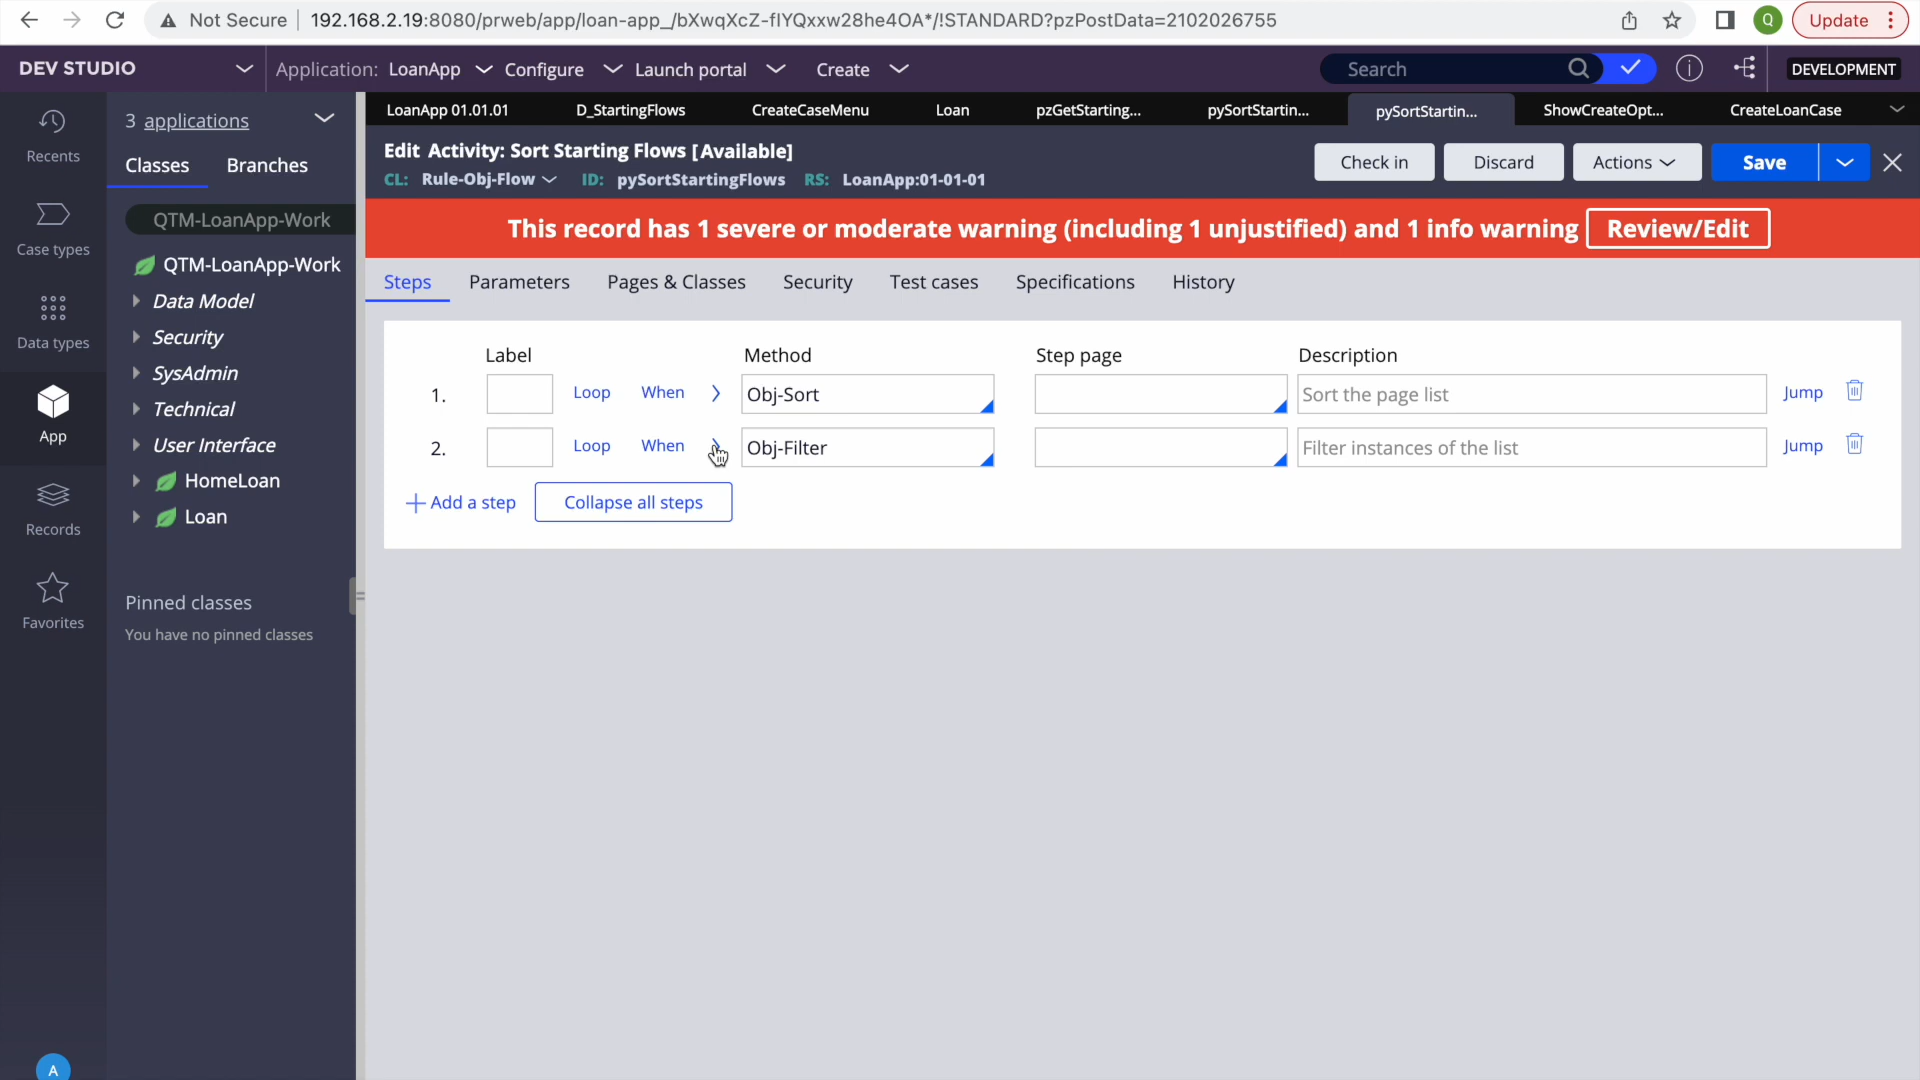 Not Secure 192.168.2.19:8080/prweb/app/loan-app_/bXwqXcZ-fIYQxxw28he4OA*/!STANDARD?pzPostData=2102026755 Q Update
DEV STUDIO Application: LoanApp Configure Launch portal Create Search DEVELOPMENT
LoanApp 01.01.01 D_StartingFlows CreateCaseMenu Loan pzGetStarting... pySortStartin... pySortStartin... ShowCreateOpt... CreateLoanCase
Recents
Case types
Data types
App
Records
Favorites
A
3 applications
Classes Branches
QTM-LoanApp-Work
QTM-LoanApp-Work
Data Model
Security
SysAdmin
Technical
User Interface
HomeLoan
Loan
Pinned classes
You have no pinned classes
Edit Activity: Sort Starting Flows [Available]
CL: Rule-Obj-Flow ID: pySortStartingFlows RS: LoanApp:01-01-01
Check in Discard Actions Save
This record has 1 severe or moderate warning (including 1 unjustified) and 1 info warning Review/Edit
Steps Parameters Pages & Classes Security Test cases Specifications History
Label Method Step page Description
1. Loop When Obj-Sort Sort the page list Jump
2. Loop When Obj-Filter Filter instances of the list Jump
Add a step Collapse all steps